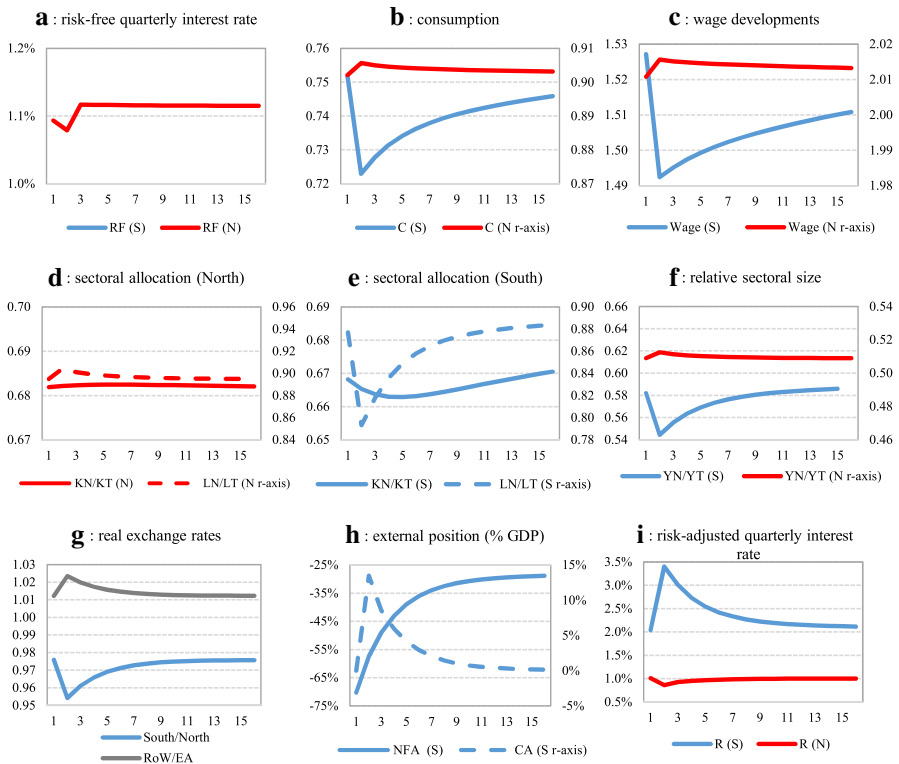 a : risk-free quarterly interest rate
1.2%
1.1%
1.0%
1 3 5 7 9 11 13 15
RF (S) RF (N)
b : consumption
0.76 0.91
0.75 0.90
0.74 0.89
0.73 0.88
0.72 0.87
1 3 5 7 9 11 13 15
C (S) C (N r-axis)
c : wage developments
1.53 2.02
1.52 2.01
1.51 2.00
1.50 1.99
1.49 1.98
1 3 5 7 9 11 13 15
Wage (S) Wage (N r-axis)
d : sectoral allocation (North)
0.70 0.96
0.94
0.69 0.92
0.90
0.68 0.88
0.86
0.67 0.84
1 3 5 7 9 11 13 15
KN/KT (N) LN/LT (N r-axis)
e : sectoral allocation (South)
0.69 0.90
0.88
0.68 0.86
0.84
0.67 0.82
0.66 0.80
0.65 0.78
1 3 5 7 9 11 13 15
KN/KT (S) LN/LT (S r-axis)
f : relative sectoral size
0.66 0.54
0.64
0.62 0.52
0.60 0.50
0.58
0.56 0.48
0.54 0.46
1 3 5 7 9 11 13 15
YN/YT (S) YN/YT (N r-axis)
g : real exchange rates
1.03
1.02
1.01
1.00
0.99
0.98
0.97
0.96
0.95
1 3 5 7 9 11 13 15
South/North
RoW/EA
h : external position (% GDP)
-25% 15%
-35% 10%
-45% 5%
-55% 0%
-65%
-75% -5%
1 3 5 7 9 11 13 15
NFA (S) CA (S r-axis)
i : risk-adjusted quarterly interest
rate
3.5%
3.0%
2.5%
2.0%
1.5%
1.0%
0.5%
1 3 5 7 9 11 13 15
R (S) R (N)